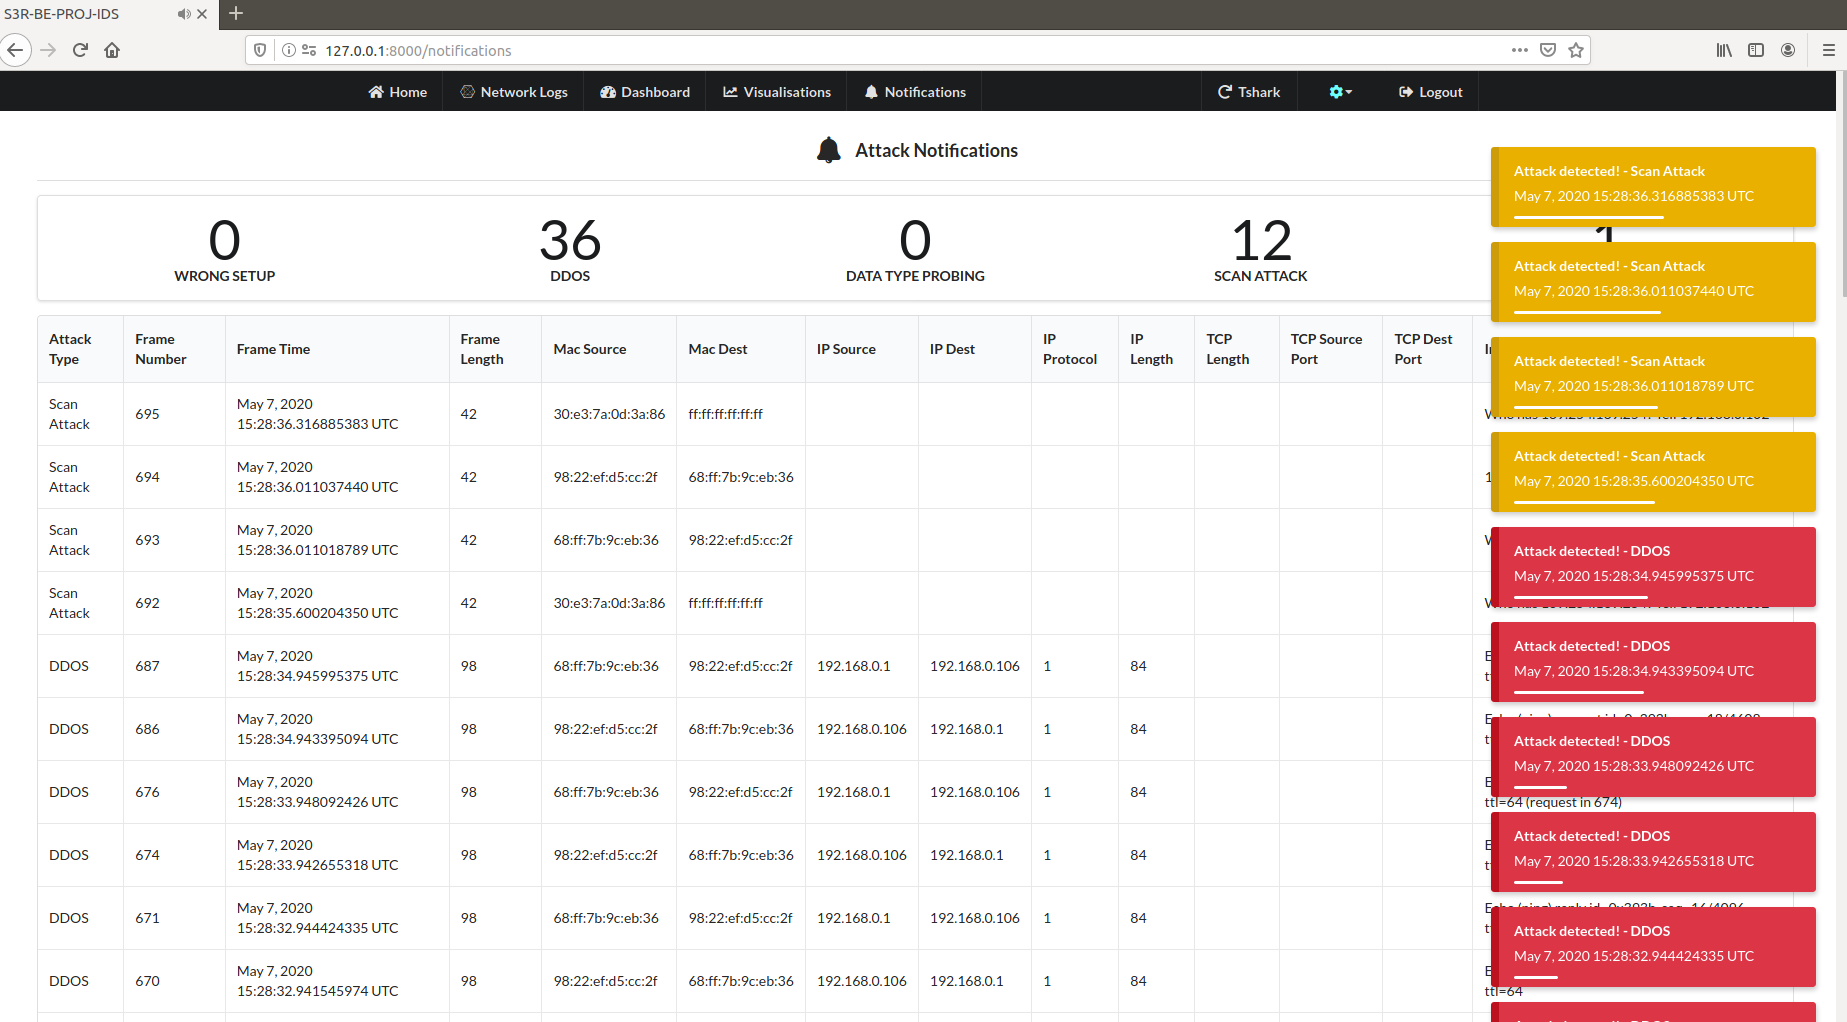 S3R-BE-PROJ-IDS
127.0.0.1:8000/notifications
Home Network Logs Dashboard Visualisations Notifications Tshark Logout
Attack Notifications
0 36 0 12
WRONG SETUP DDOS DATA TYPE PROBING SCAN ATTACK
Attack Type Frame Number Frame Time Frame Length Mac Source Mac Dest IP Source IP Dest IP Protocol IP Length TCP Length TCP Source Port TCP Dest Port
Scan Attack 695 May 7, 2020 15:28:36.316885383 UTC 42 30:e3:7a:0d:3a:86 ff:ff:ff:ff:ff:ff
Scan Attack 694 May 7, 2020 15:28:36.011037440 UTC 42 98:22:ef:d5:cc:2f 68:ff:7b:9c:eb:36
Scan Attack 693 May 7, 2020 15:28:36.011018789 UTC 42 68:ff:7b:9c:eb:36 98:22:ef:d5:cc:2f
Scan Attack 692 May 7, 2020 15:28:35.600204350 UTC 42 30:e3:7a:0d:3a:86 ff:ff:ff:ff:ff:ff
DDOS 687 May 7, 2020 15:28:34.945995375 UTC 98 68:ff:7b:9c:eb:36 98:22:ef:d5:cc:2f 192.168.0.1 192.168.0.106 1 84
DDOS 686 May 7, 2020 15:28:34.943395094 UTC 98 98:22:ef:d5:cc:2f 68:ff:7b:9c:eb:36 192.168.0.106 192.168.0.1 1 84
DDOS 676 May 7, 2020 15:28:33.948092426 UTC 98 68:ff:7b:9c:eb:36 98:22:ef:d5:cc:2f 192.168.0.1 192.168.0.106 1 84
ttl=64 (request in 674)
DDOS 674 May 7, 2020 15:28:33.942655318 UTC 98 98:22:ef:d5:cc:2f 68:ff:7b:9c:eb:36 192.168.0.106 192.168.0.1 1 84
DDOS 671 May 7, 2020 15:28:32.944424335 UTC 98 68:ff:7b:9c:eb:36 98:22:ef:d5:cc:2f 192.168.0.1 192.168.0.106 1 84
DDOS 670 May 7, 2020 15:28:32.941545974 UTC 98 98:22:ef:d5:cc:2f 68:ff:7b:9c:eb:36 192.168.0.106 192.168.0.1 1 84
ttl=64
Attack detected! - Scan Attack
May 7, 2020 15:28:36.316885383 UTC
Attack detected! - Scan Attack
May 7, 2020 15:28:36.011037440 UTC
Attack detected! - Scan Attack
May 7, 2020 15:28:36.011018789 UTC
Attack detected! - Scan Attack
May 7, 2020 15:28:35.600204350 UTC
Attack detected! - DDOS
May 7, 2020 15:28:34.945995375 UTC
Attack detected! - DDOS
May 7, 2020 15:28:34.943395094 UTC
Attack detected! - DDOS
May 7, 2020 15:28:33.948092426 UTC
Attack detected! - DDOS
May 7, 2020 15:28:33.942655318 UTC
Attack detected! - DDOS
May 7, 2020 15:28:32.944424335 UTC